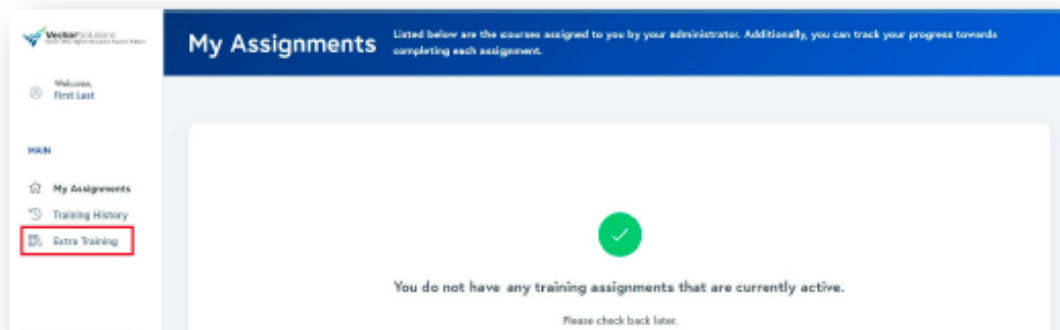 VectorSolutions
My Assignments
Listed below are the courses assigned to you by your administrator. Additionally, you can track your progress towards
completing each assignment.
Welcome,
First Last
MAIN
My Assignments
Training History
Extra Training
You do not have any training assignments that are currently active.
Please check back later.